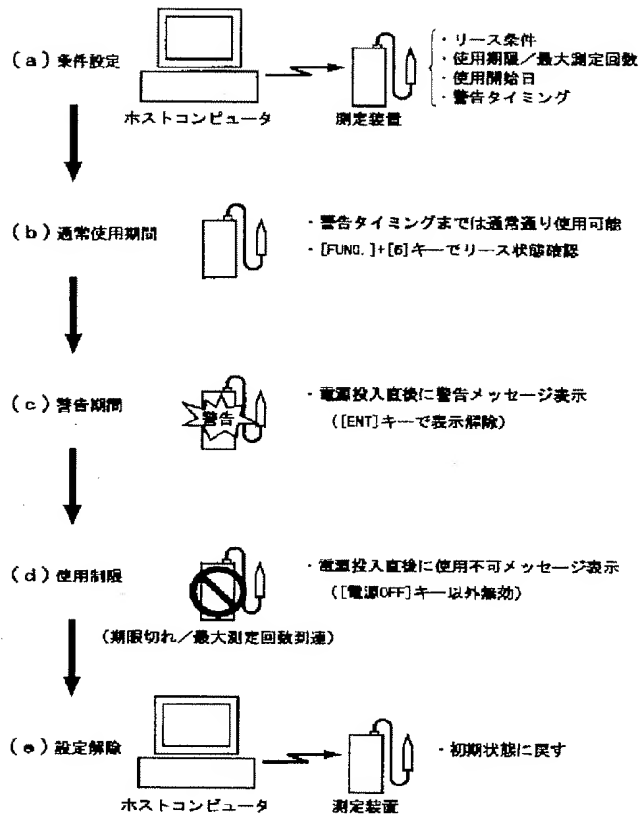 (a) 条件設定
ホストコンピュータ
測定装置
・リース条件
・使用期限/最大測定回数
・使用開始日
・警告タイミング
(b) 通常使用期間
・警告タイミングまでは通常通り使用可能
・[FUNG.]+[6]キーでリース状態確認
(c) 警告期間
警告
・電源投入直後に警告メッセージ表示
([ENT]キーで表示解除)
(d) 使用制限
・電源投入直後に使用不可メッセージ表示
([電源OFF]キー以外無効)
(期限切れ/最大測定回数到達)
(e) 設定解除
ホストコンピュータ
測定装置
・初期状態に戻す